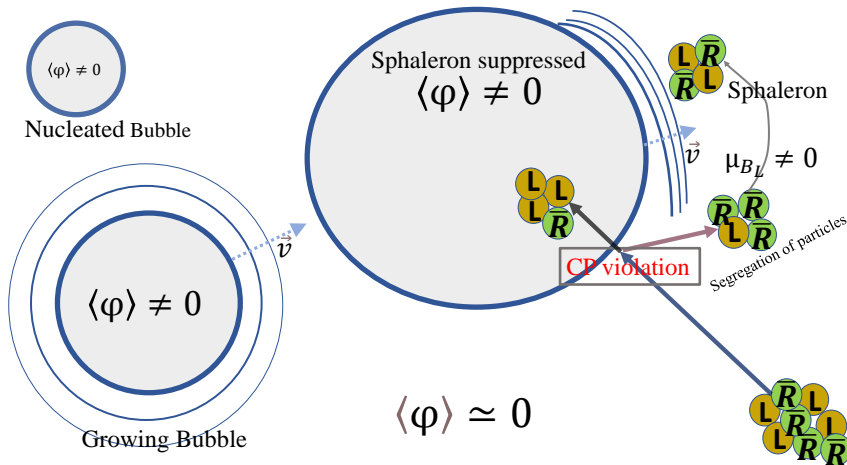 ⟨φ⟩ ≠ 0
Nucleated Bubble
Sphaleron suppressed
⟨φ⟩ ≠ 0
L
R̅
R̅
L
Sphaleron
v⃗
μ_{B_L} ≠ 0
L
L
L
R̅
R̅
R̅
L
R̅
Segregation of particles
CP violation
v⃗
⟨φ⟩ ≠ 0
Growing Bubble
⟨φ⟩ ≃ 0
R̅
L
L
R̅
L
L
R̅
R̅